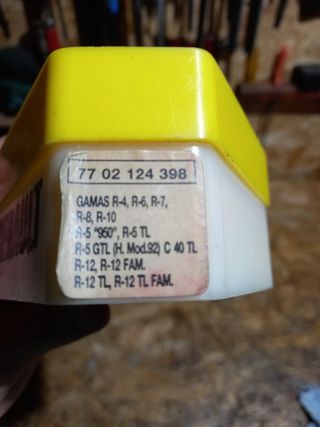 77 02 124 398
GAMAS R-4, R-6, R-7,
R-8, R-10
R-5 "950", R-5 TL
R-5 GTL (H. Mod.92) C 40 TL
R-12, R-12 FAM.
R-12 TL, R-12 TL FAM.